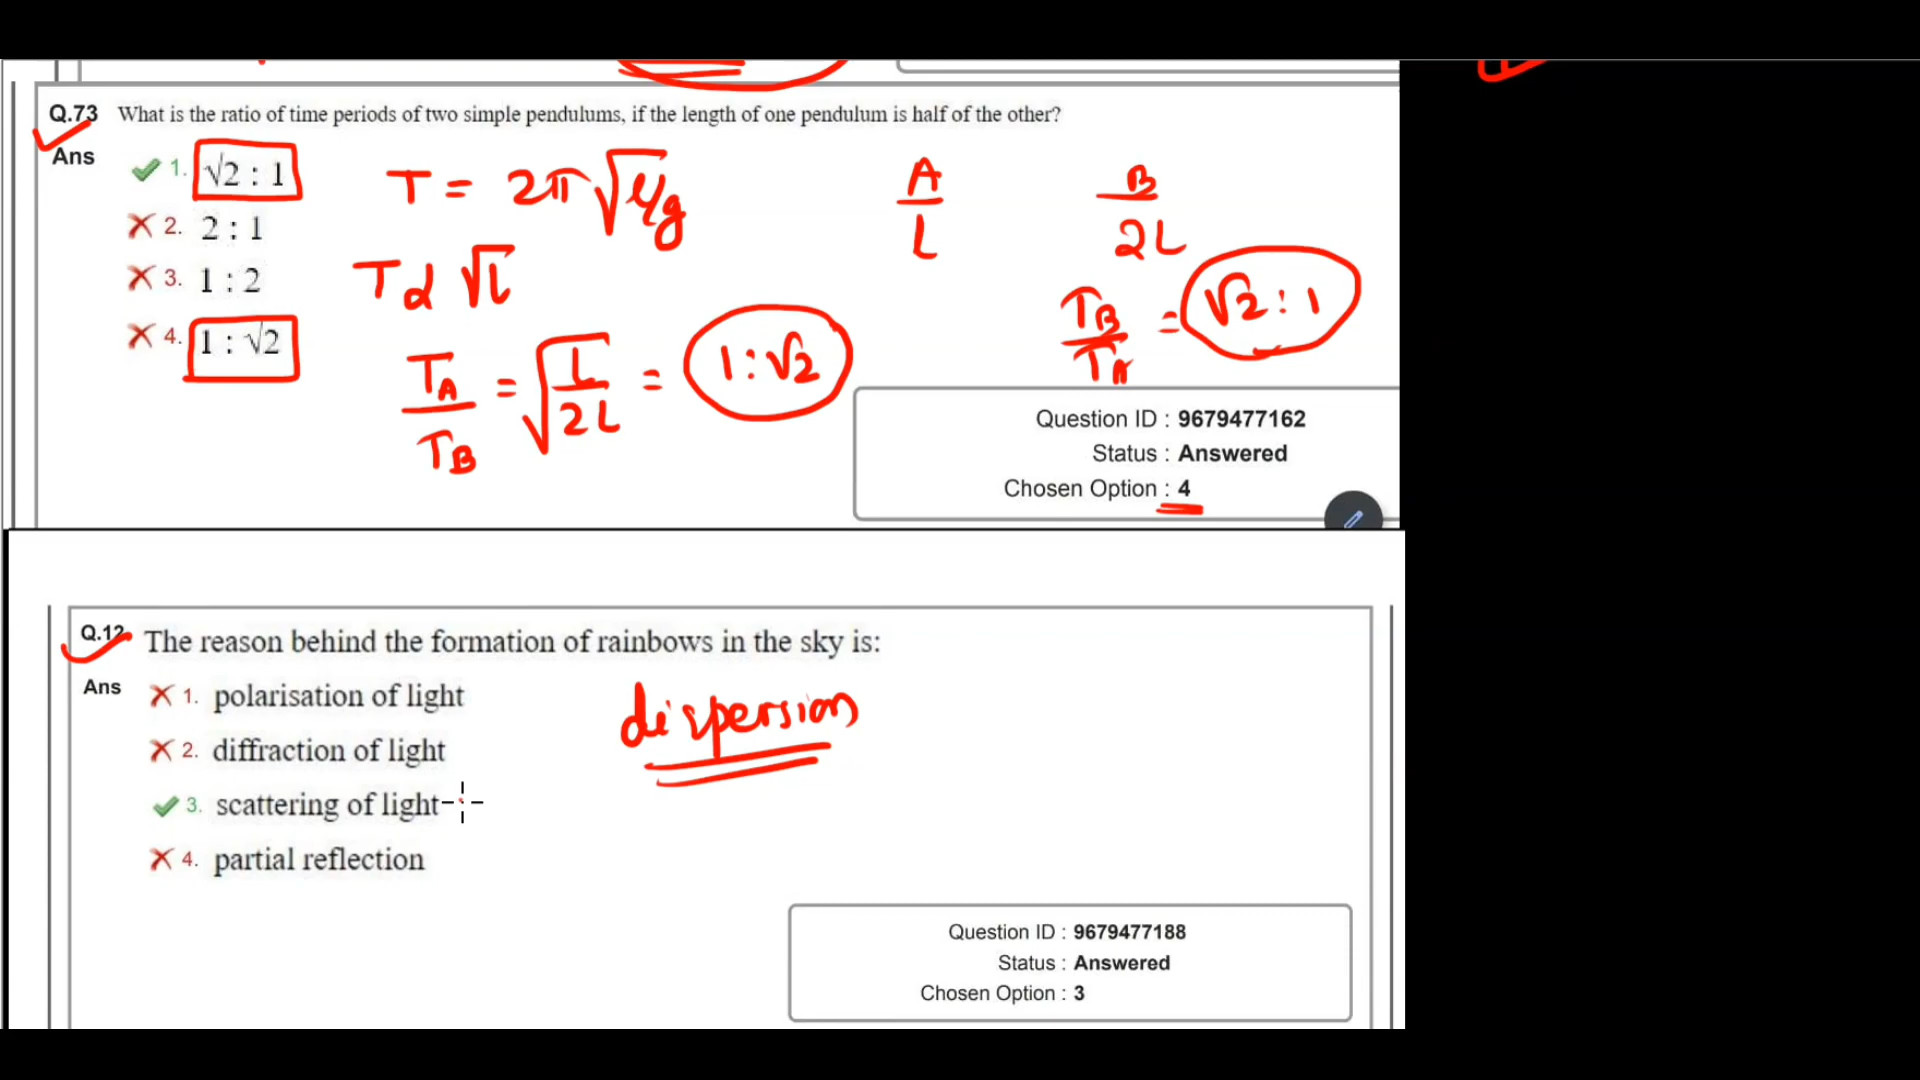 Q.73 What is the ratio of time periods of two simple pendulums, if the length of one pendulum is half of the other?
Ans
1. √2 : 1
2. 2 : 1
3. 1 : 2
4. 1 : √2
T = 2π √l/g
T α √l
TA/TB = √L/2L = 1:√2
A/L
B/2L
TB/TA = √2 : 1
Question ID : 9679477162
Status : Answered
Chosen Option : 4
Q.12 The reason behind the formation of rainbows in the sky is:
Ans
1. polarisation of light
2. diffraction of light
3. scattering of light
4. partial reflection
dispersion
Question ID : 9679477188
Status : Answered
Chosen Option : 3